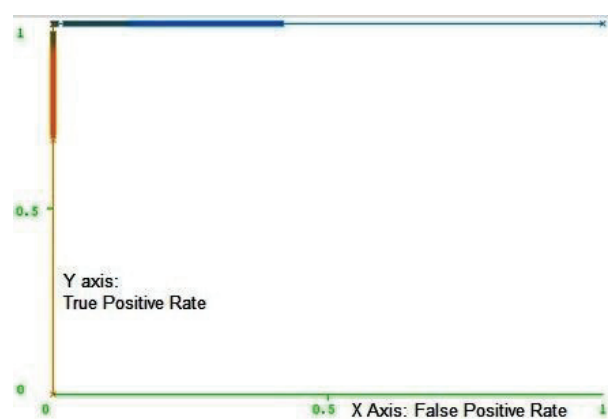 1
0.5
Y axis:
True Positive Rate
0
0 0.5 X Axis: False Positive Rate 1